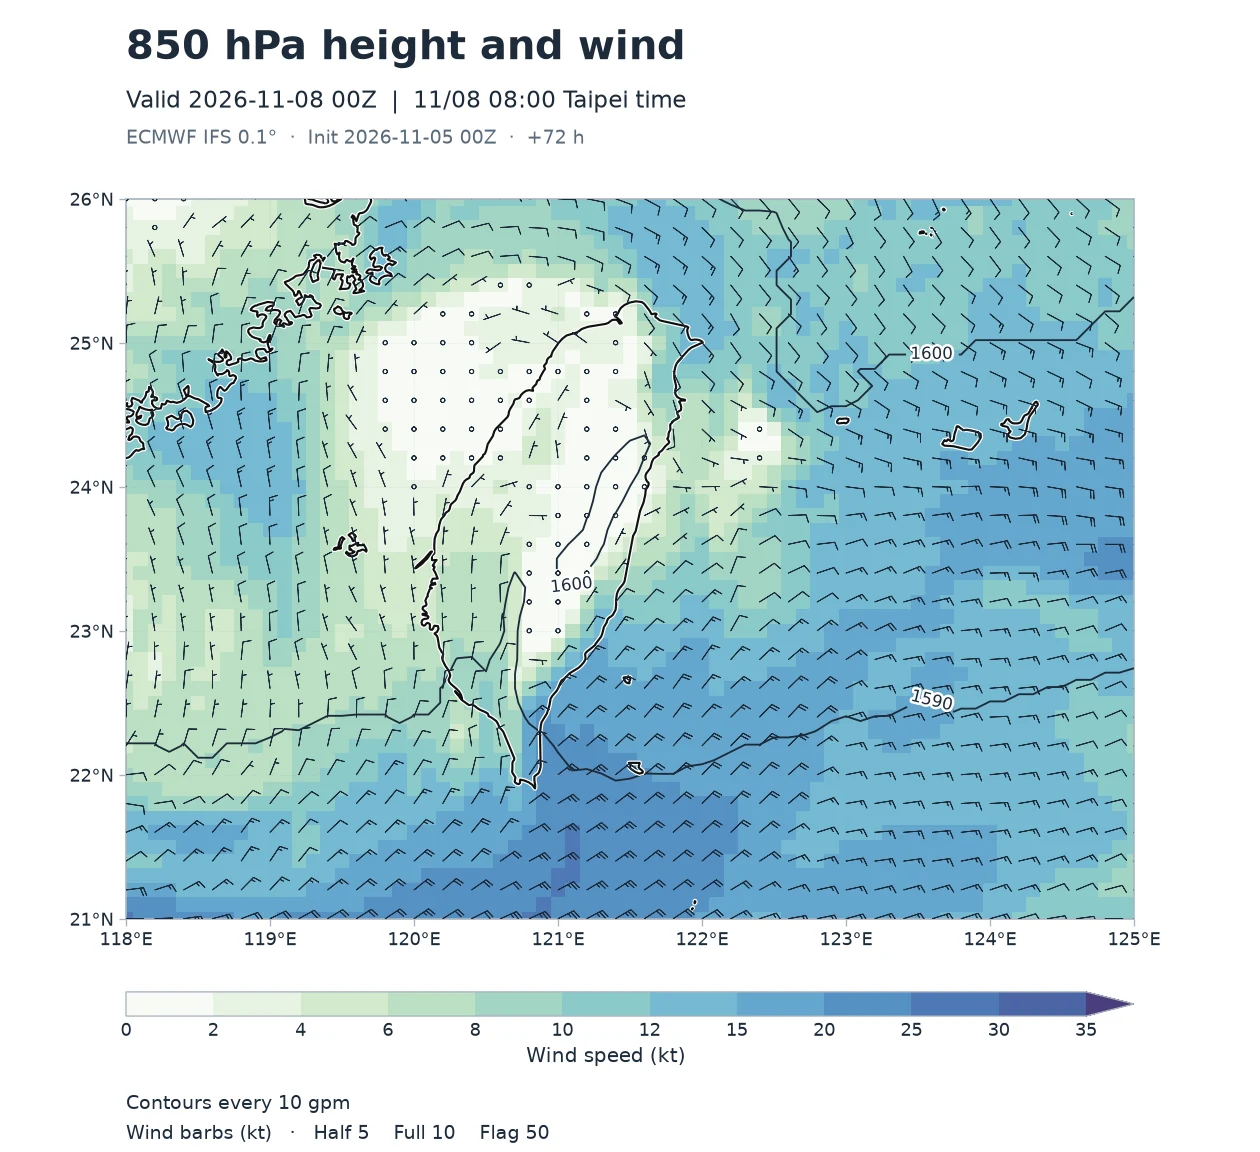 850 hPa height and wind
Valid 2026-11-08 00Z | 11/08 08:00 Taipei time
ECMWF IFS 0.1° · Init 2026-11-05 00Z · +72 h
26°N
25°N
1600
24°N
1600
23°N
1590
22°N
21°N
118°E 119°E 120°E 121°E 122°E 123°E 124°E 125°E
0 2 4 6 8 10 12 15 20 25 30 35
Wind speed (kt)
Contours every 10 gpm
Wind barbs (kt) · Half 5 Full 10 Flag 50